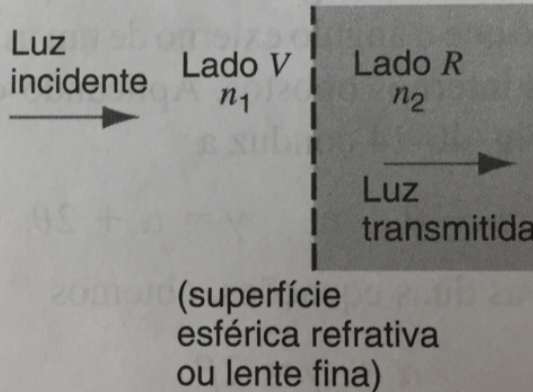 Luz
incidente
Lado V
n1
Lado R
n2
Luz
transmitida
(superfície
esférica refrativa
ou lente fina)